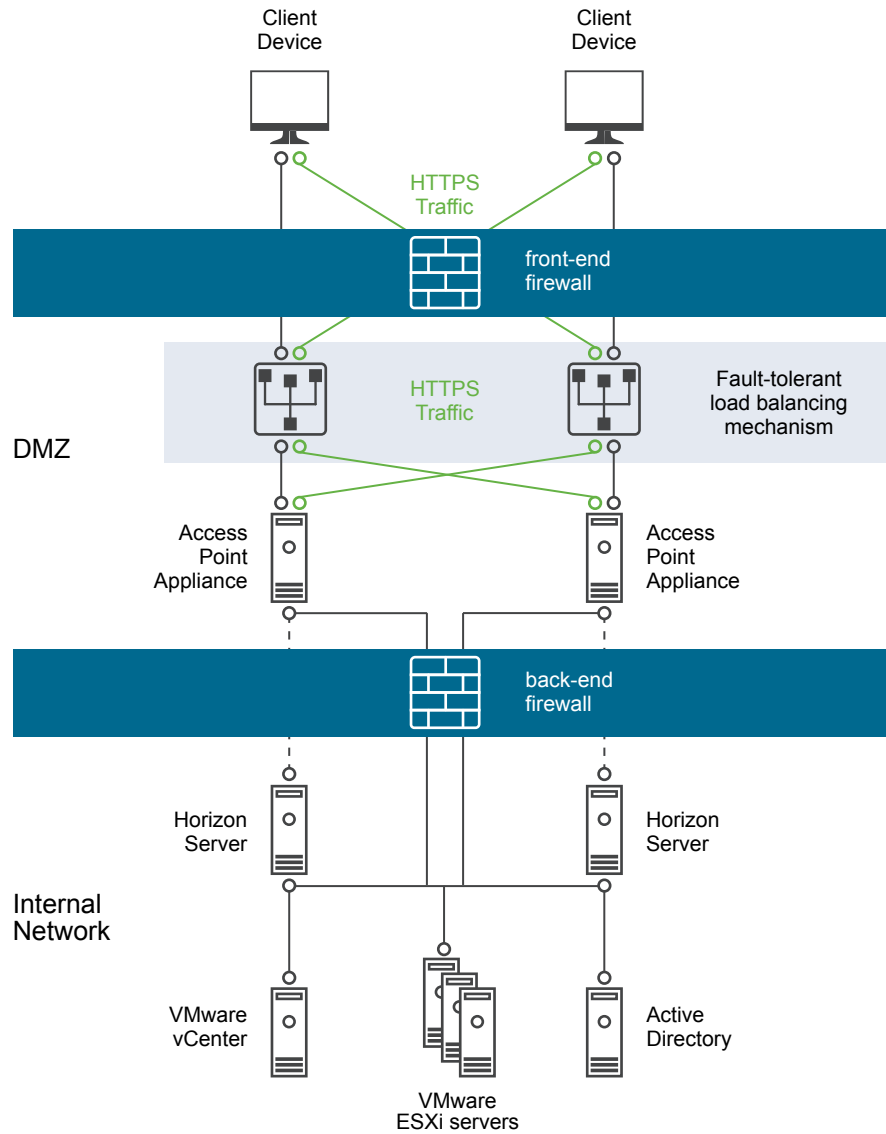 Client
Device
Client
Device
HTTPS
Traffic
front-end
firewall
HTTPS
Traffic
Fault-tolerant
load balancing
mechanism
DMZ
Access
Point
Appliance
Access
Point
Appliance
back-end
firewall
Horizon
Server
Horizon
Server
Internal
Network
VMware
vCenter
Active
Directory
VMware
ESXi servers